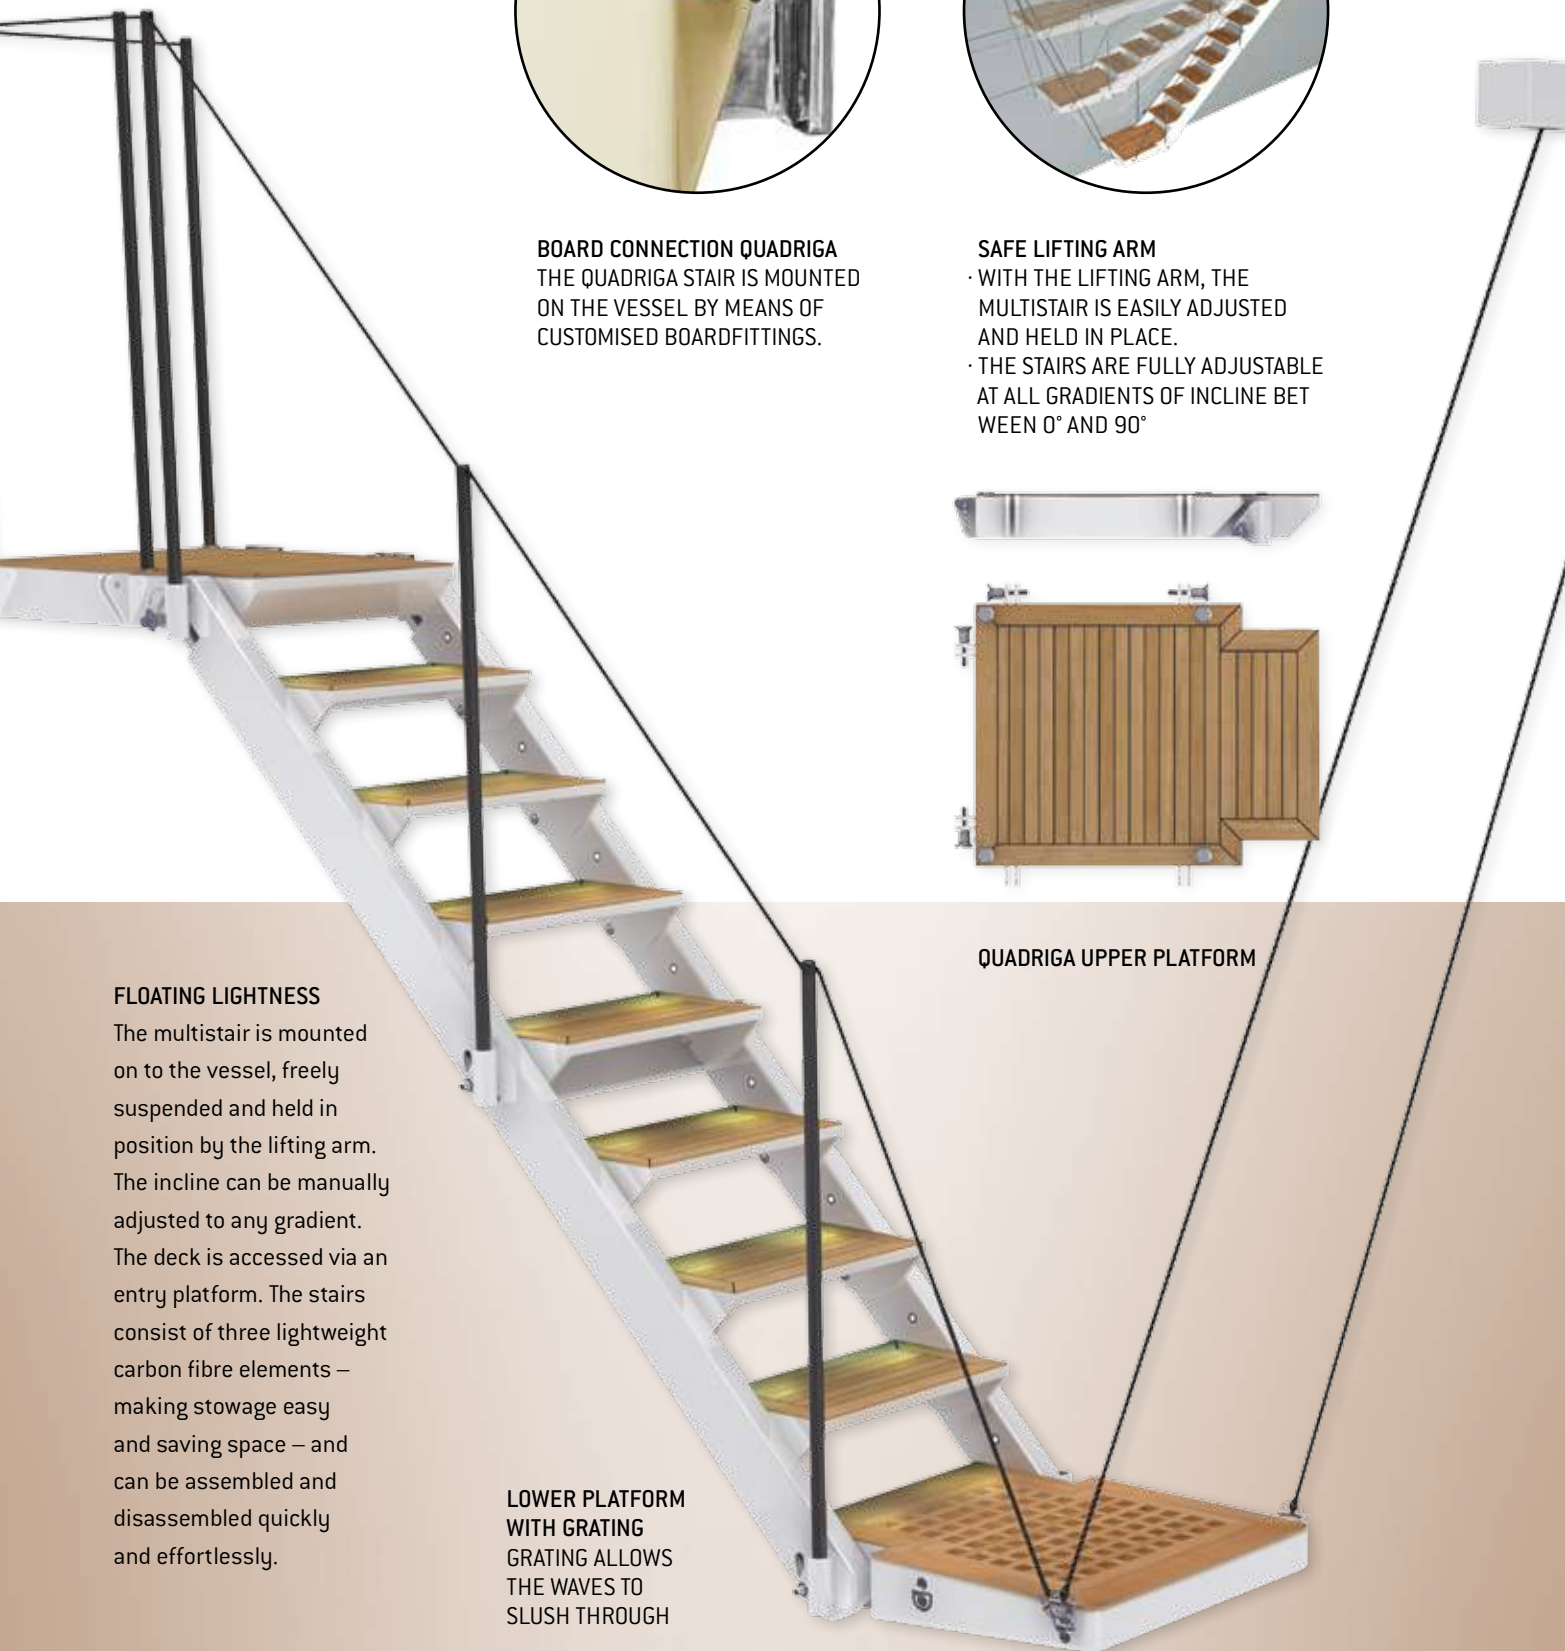 BOARD CONNECTION QUADRIGA
THE QUADRIGA STAIR IS MOUNTED
ON THE VESSEL BY MEANS OF
CUSTOMISED BOARDFITTINGS.
SAFE LIFTING ARM
· WITH THE LIFTING ARM, THE
MULTISTAIR IS EASILY ADJUSTED
AND HELD IN PLACE.
· THE STAIRS ARE FULLY ADJUSTABLE
AT ALL GRADIENTS OF INCLINE BET
WEEN 0° AND 90°
QUADRIGA UPPER PLATFORM
FLOATING LIGHTNESS
The multistair is mounted
on to the vessel, freely
suspended and held in
position by the lifting arm.
The incline can be manually
adjusted to any gradient.
The deck is accessed via an
entry platform. The stairs
consist of three lightweight
carbon fibre elements –
making stowage easy
and saving space – and
can be assembled and
disassembled quickly
and effortlessly.
LOWER PLATFORM
WITH GRATING
GRATING ALLOWS
THE WAVES TO
SLUSH THROUGH